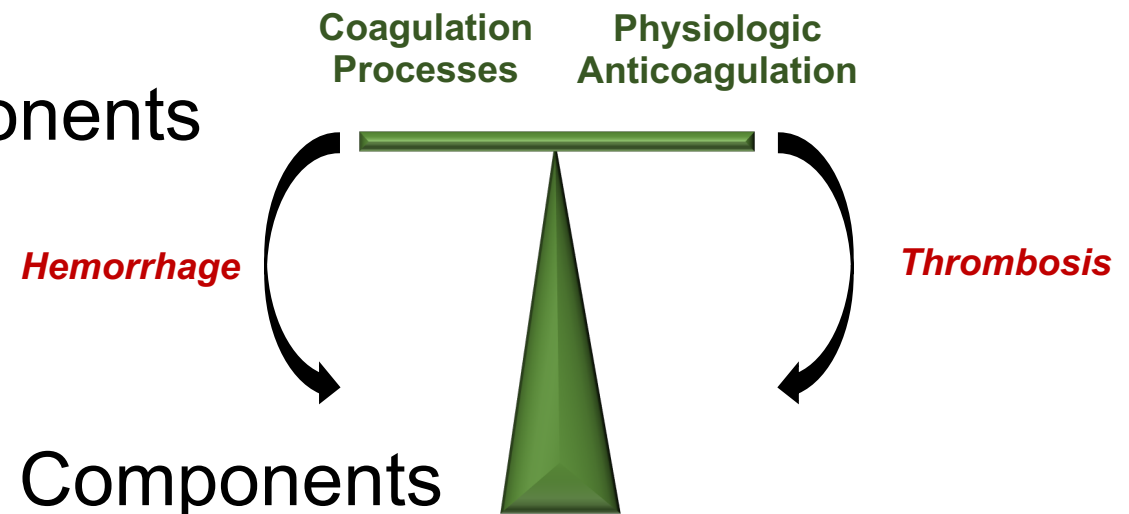 Coagulation
Processes
Physiologic
Anticoagulation
onents
Hemorrhage
Thrombosis
Components